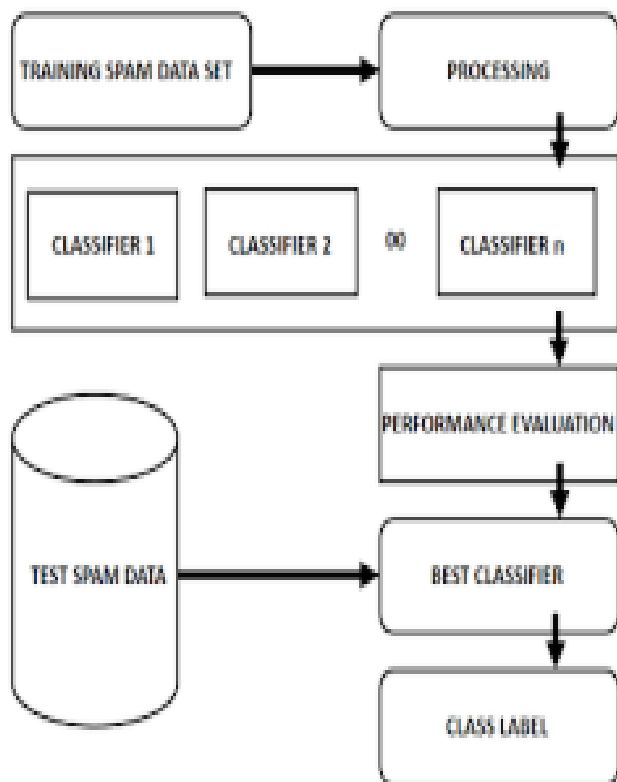 TRAINING SPAM DATA SET
PROCESSING
CLASSIFIER 1
CLASSIFIER 2
CLASSIFIER n
PERFORMANCE EVALUATION
TEST SPAM DATA
BEST CLASSIFIER
CLASS LABEL